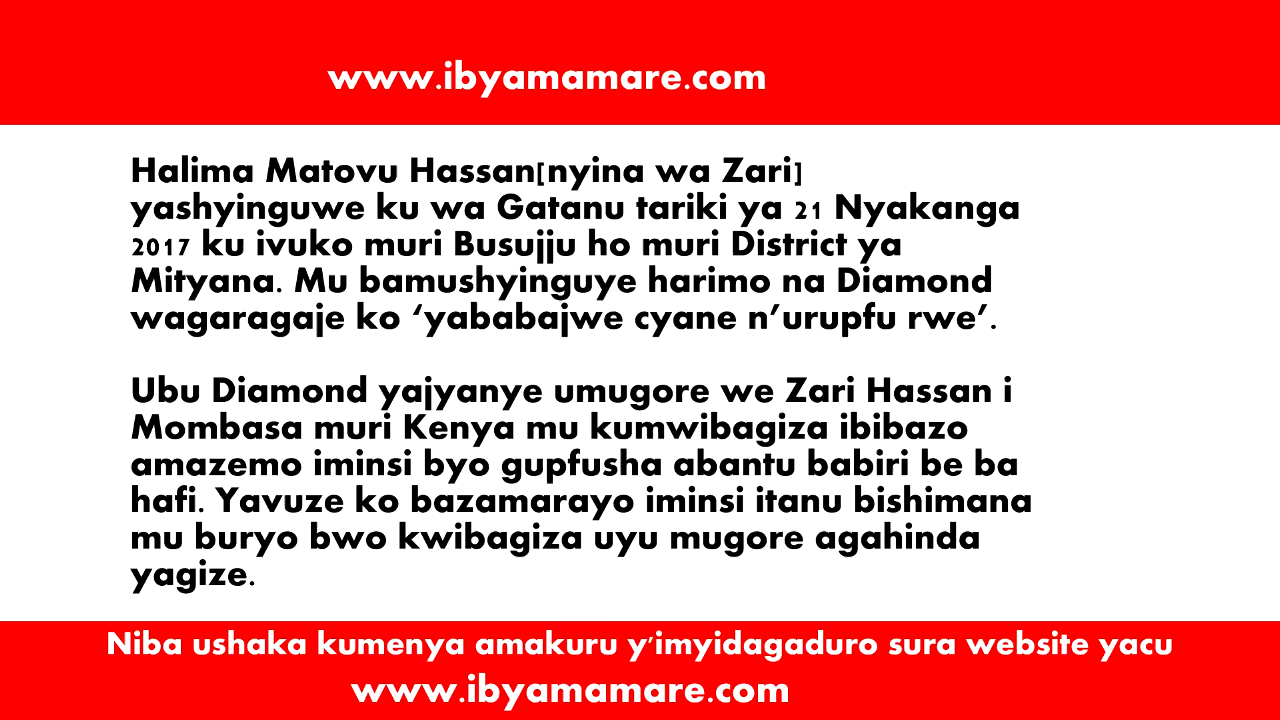 www.ibyamamare.com
Halima Matovu Hassan[nyina wa Zari]
yashyinguwe ku wa Gatanu tariki ya 21 Nyakanga
2017 ku ivuko muri Busujju ho muri District ya
Mityana. Mu bamushyinguye harimo na Diamond
wagaragaje ko ‘yababajwe cyane n’urupfu rwe’.
Ubu Diamond yajyanye umugore we Zari Hassan i
Mombasa muri Kenya mu kumwibagiza ibibazo
amazemo iminsi byo gupfusha abantu babiri be ba
hafi. Yavuze ko bazamarayo iminsi itanu bishimana
mu buryo bwo kwibagiza uyu mugore agahinda
yagize.
Niba ushaka kumenya amakuru y'imyidagaduro sura website yacu
www.ibyamamare.com